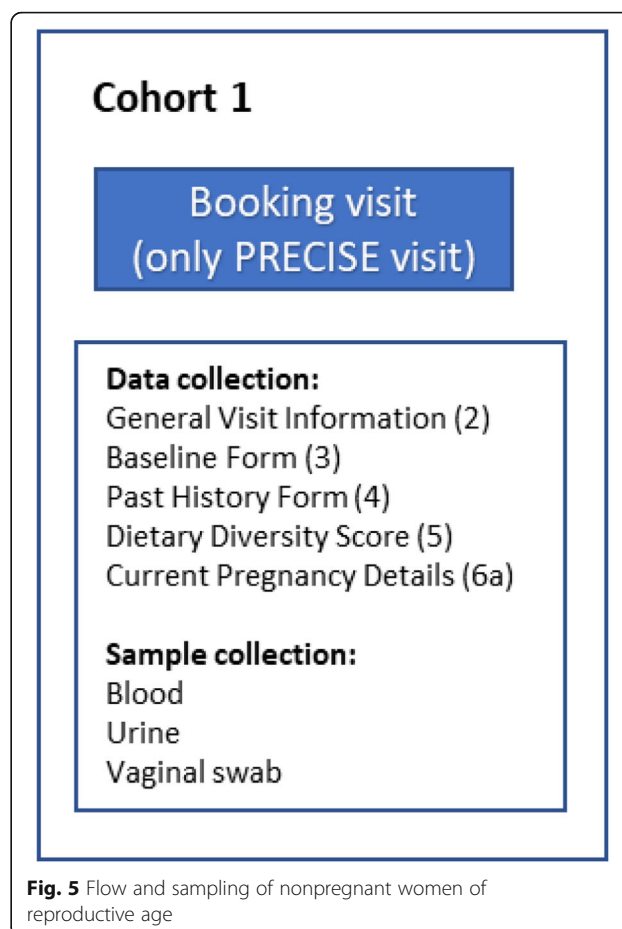 Cohort 1
Booking visit
(only PRECISE visit)
Data collection:
General Visit Information (2)
Baseline Form (3)
Past History Form (4)
Dietary Diversity Score (5)
Current Pregnancy Details (6a)
Sample collection:
Blood
Urine
Vaginal swab
Fig. 5 Flow and sampling of nonpregnant women of
reproductive age